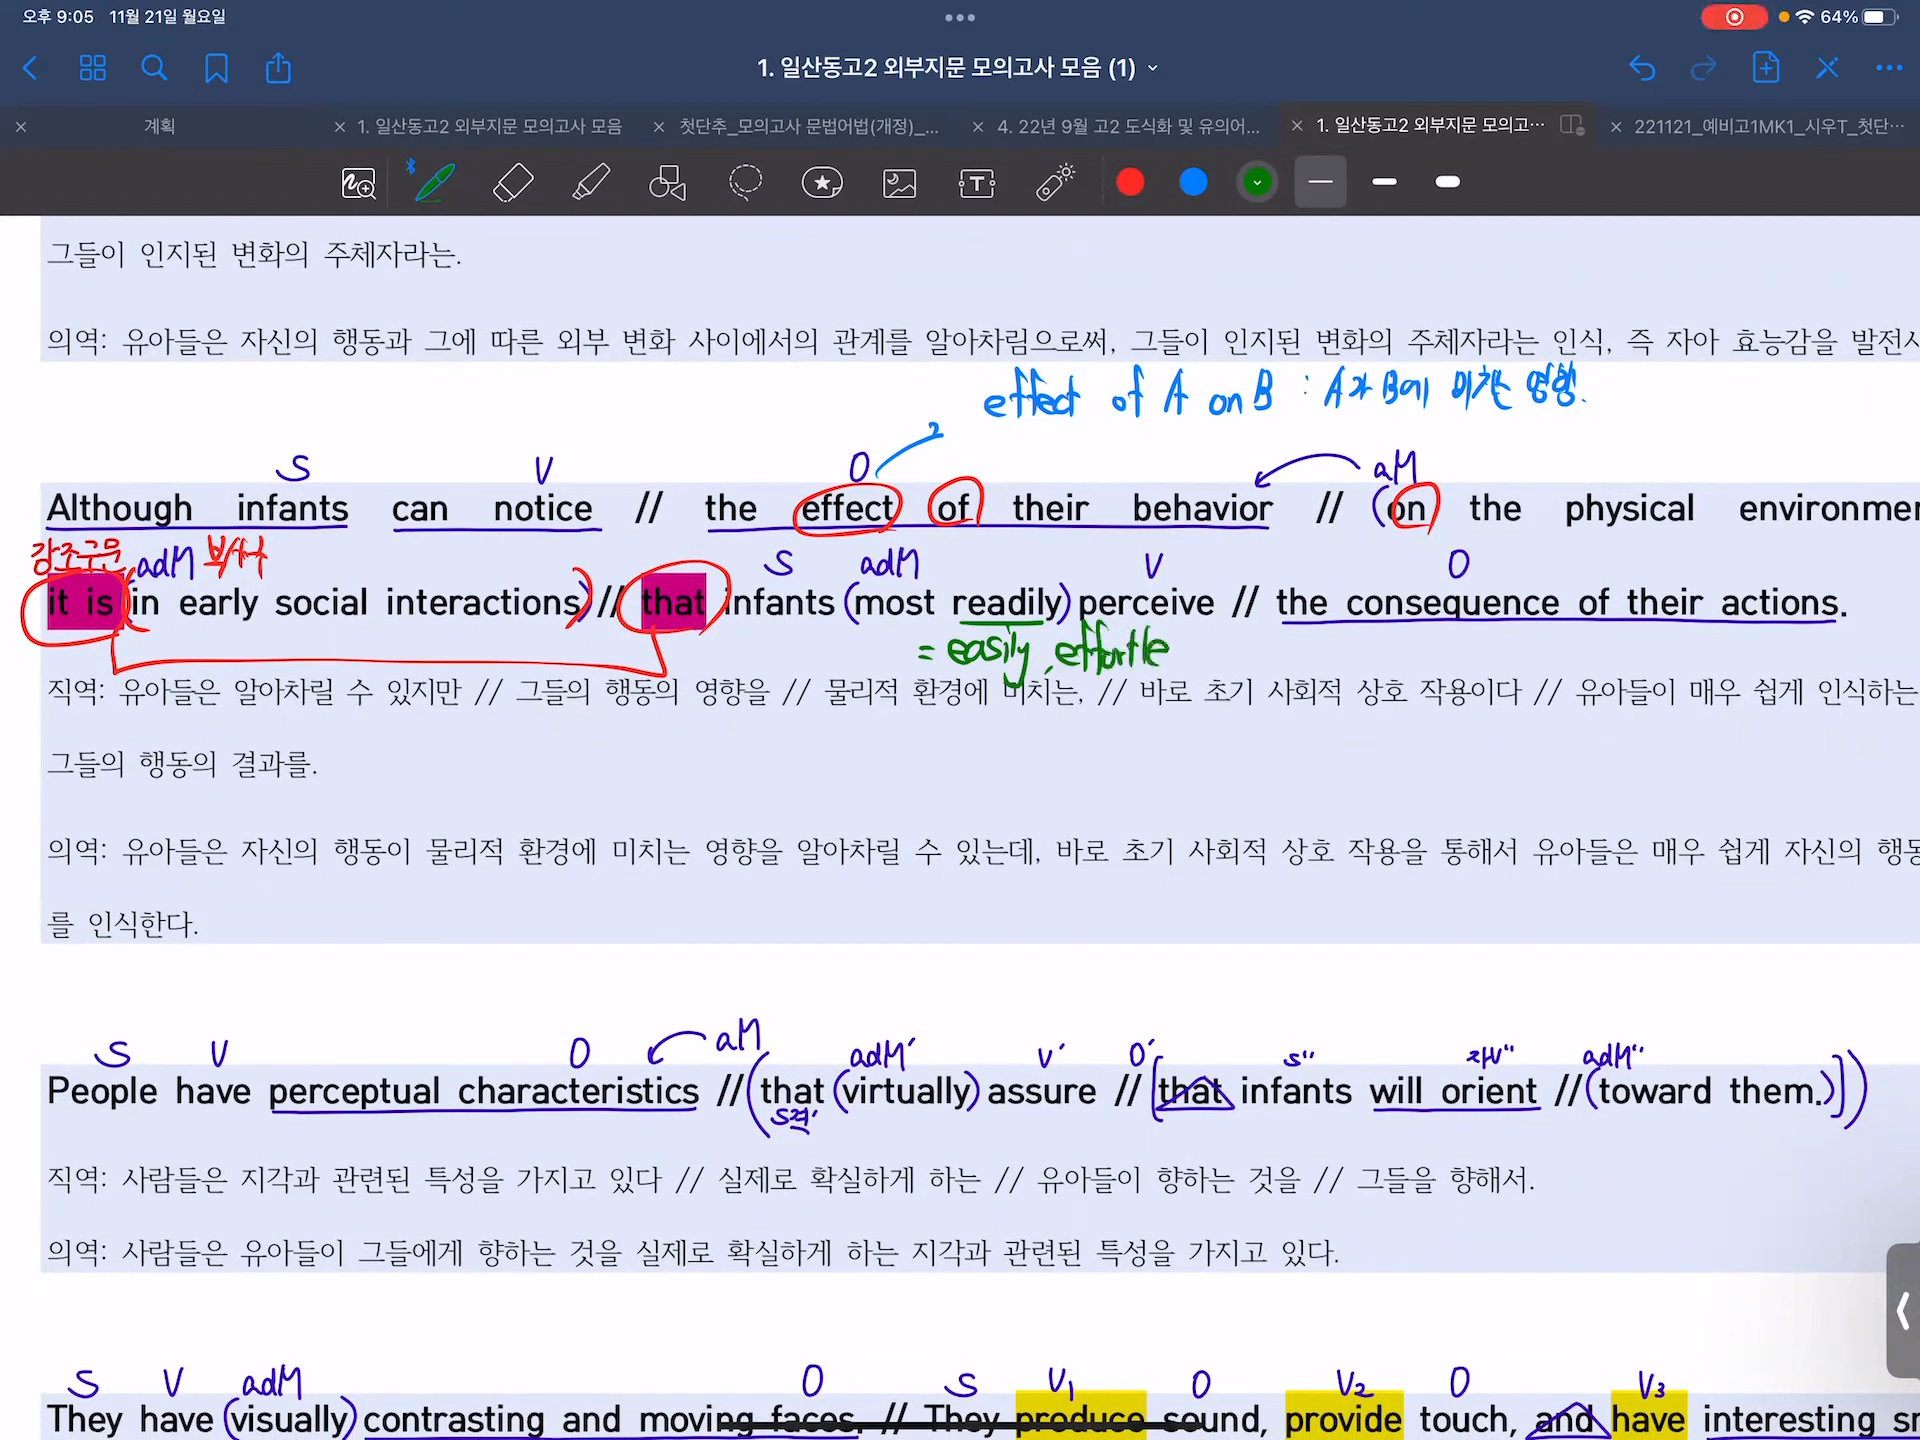 오후 9:05 11월 21일 월요일
64%
1. 일산동고2 외부지문 모의고사 모음 (1)
계획
1. 일산동고2 외부지문 모의고사 모음
첫단추_모의고사 문법어법(개정)_...
4. 22년 9월 고2 도식화 및 유의어...
1. 일산동고2 외부지문 모의고...
221121_예비고1MK1_시우T_첫단...
그들이 인지된 변화의 주체자라는.
의역: 유아들은 자신의 행동과 그에 따른 외부 변화 사이에서의 관계를 알아차림으로써, 그들이 인지된 변화의 주체자라는 인식, 즉 자아 효능감을 발전시
effect of A on B : A가 B에 미치는 영향.
S V O aM
Although infants can notice // the effect of their behavior // (on the physical environmen
강조구문 adM 부사구 S adM V O
it is (in early social interactions) // that infants (most readily) perceive // the consequence of their actions.
= easily, effortle
직역: 유아들은 알아차릴 수 있지만 // 그들의 행동의 영향을 // 물리적 환경에 미치는, // 바로 초기 사회적 상호 작용이다 // 유아들이 매우 쉽게 인식하는
그들의 행동의 결과를.
의역: 유아들은 자신의 행동이 물리적 환경에 미치는 영향을 알아차릴 수 있는데, 바로 초기 사회적 상호 작용을 통해서 유아들은 매우 쉽게 자신의 행동
를 인식한다.
S V O aM adM' V' O' S" 자V" adM"
People have perceptual characteristics // (that (virtually) assure // [that infants will orient // (toward them.)])
S주격'
직역: 사람들은 지각과 관련된 특성을 가지고 있다 // 실제로 확실하게 하는 // 유아들이 향하는 것을 // 그들을 향해서.
의역: 사람들은 유아들이 그들에게 향하는 것을 실제로 확실하게 하는 지각과 관련된 특성을 가지고 있다.
S V adM O S V1 O V2 O V3
They have (visually) contrasting and moving faces. // They produce sound, provide touch, and have interesting sm